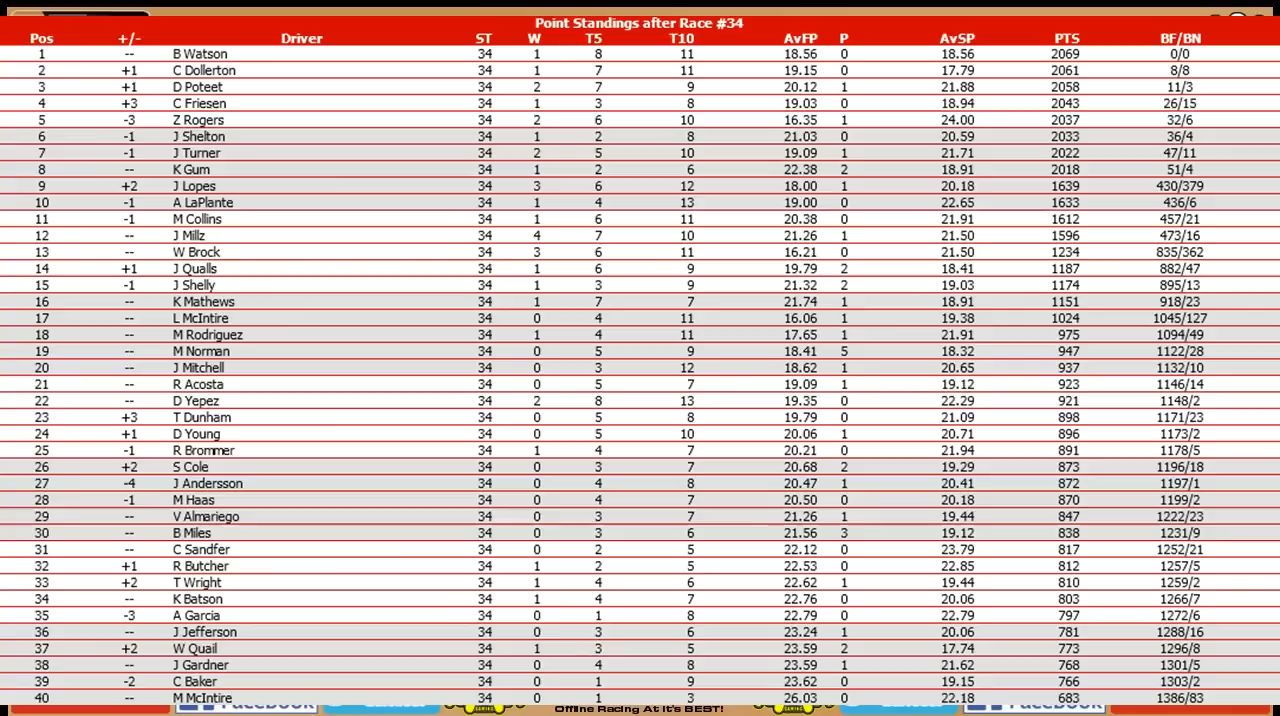 Point Standings after Race #34
Pos +/- Driver ST W T5 T10 AvFP P AvSP PTS BF/BN
1 -- B Watson 34 1 8 11 18.56 0 18.56 2069 0/0
2 +1 C Dollerton 34 1 7 11 19.15 0 17.79 2061 8/8
3 +1 D Poteet 34 2 7 9 20.12 1 21.88 2058 11/3
4 +3 C Friesen 34 1 3 8 19.03 0 18.94 2043 26/15
5 -3 Z Rogers 34 2 6 10 16.35 1 24.00 2037 32/6
6 -1 J Shelton 34 1 2 8 21.03 0 20.59 2033 36/4
7 -1 J Turner 34 2 5 10 19.09 1 21.71 2022 47/11
8 -- K Gum 34 1 2 6 22.38 2 18.91 2018 51/4
9 +2 J Lopes 34 3 6 12 18.00 1 20.18 1639 430/379
10 -1 A LaPlante 34 1 4 13 19.00 0 22.65 1633 436/6
11 -1 M Collins 34 1 6 11 20.38 0 21.91 1612 457/21
12 -- J Millz 34 4 7 10 21.26 1 21.50 1596 473/16
13 -- W Brock 34 3 6 11 16.21 0 21.50 1234 835/362
14 +1 J Qualls 34 1 6 9 19.79 2 18.41 1187 882/47
15 -1 J Shelly 34 1 3 9 21.32 2 19.03 1174 895/13
16 -- K Mathews 34 1 7 7 21.74 1 18.91 1151 918/23
17 -- L McIntire 34 0 4 11 16.06 1 19.38 1024 1045/127
18 -- M Rodriguez 34 1 4 11 17.65 1 21.91 975 1094/49
19 -- M Norman 34 0 5 9 18.41 5 18.32 947 1122/28
20 -- J Mitchell 34 0 3 12 18.62 1 20.65 937 1132/10
21 -- R Acosta 34 0 5 7 19.09 1 19.12 923 1146/14
22 -- D Yepez 34 2 8 13 19.35 0 22.29 921 1148/2
23 +3 T Dunham 34 0 5 8 19.79 0 21.09 898 1171/23
24 +1 D Young 34 0 5 10 20.06 1 20.71 896 1173/2
25 -1 R Brommer 34 1 4 7 20.21 0 21.94 891 1178/5
26 +2 S Cole 34 0 3 7 20.68 2 19.29 873 1196/18
27 -4 J Andersson 34 0 4 8 20.47 1 20.41 872 1197/1
28 -1 M Haas 34 0 4 7 20.50 0 20.18 870 1199/2
29 -- V Almariego 34 0 3 7 21.26 1 19.44 847 1222/23
30 -- B Miles 34 0 3 6 21.56 3 19.12 838 1231/9
31 -- C Sandfer 34 0 2 5 22.12 0 23.79 817 1252/21
32 +1 R Butcher 34 1 2 5 22.53 0 22.85 812 1257/5
33 +2 T Wright 34 1 4 6 22.62 1 19.44 810 1259/2
34 -- K Batson 34 1 4 7 22.76 0 20.06 803 1266/7
35 -3 A Garcia 34 0 1 8 22.79 0 22.79 797 1272/6
36 -- J Jefferson 34 0 3 6 23.24 1 20.06 781 1288/16
37 +2 W Quail 34 1 3 5 23.59 2 17.74 773 1296/8
38 -- J Gardner 34 0 4 8 23.59 1 21.62 768 1301/5
39 -2 C Baker 34 0 1 9 23.62 0 19.15 766 1303/2
40 -- M McIntire 34 0 1 3 26.03 0 22.18 683 1386/83
Offline Racing At It's BEST!